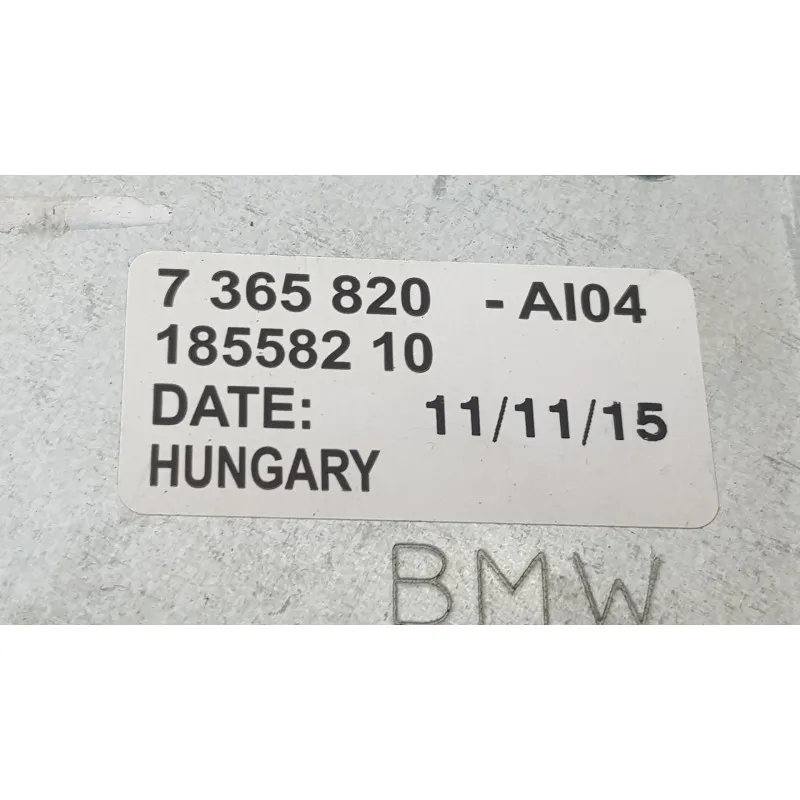 7 365 820 - AI04
185582 10
DATE: 11/11/15
HUNGARY
BMW